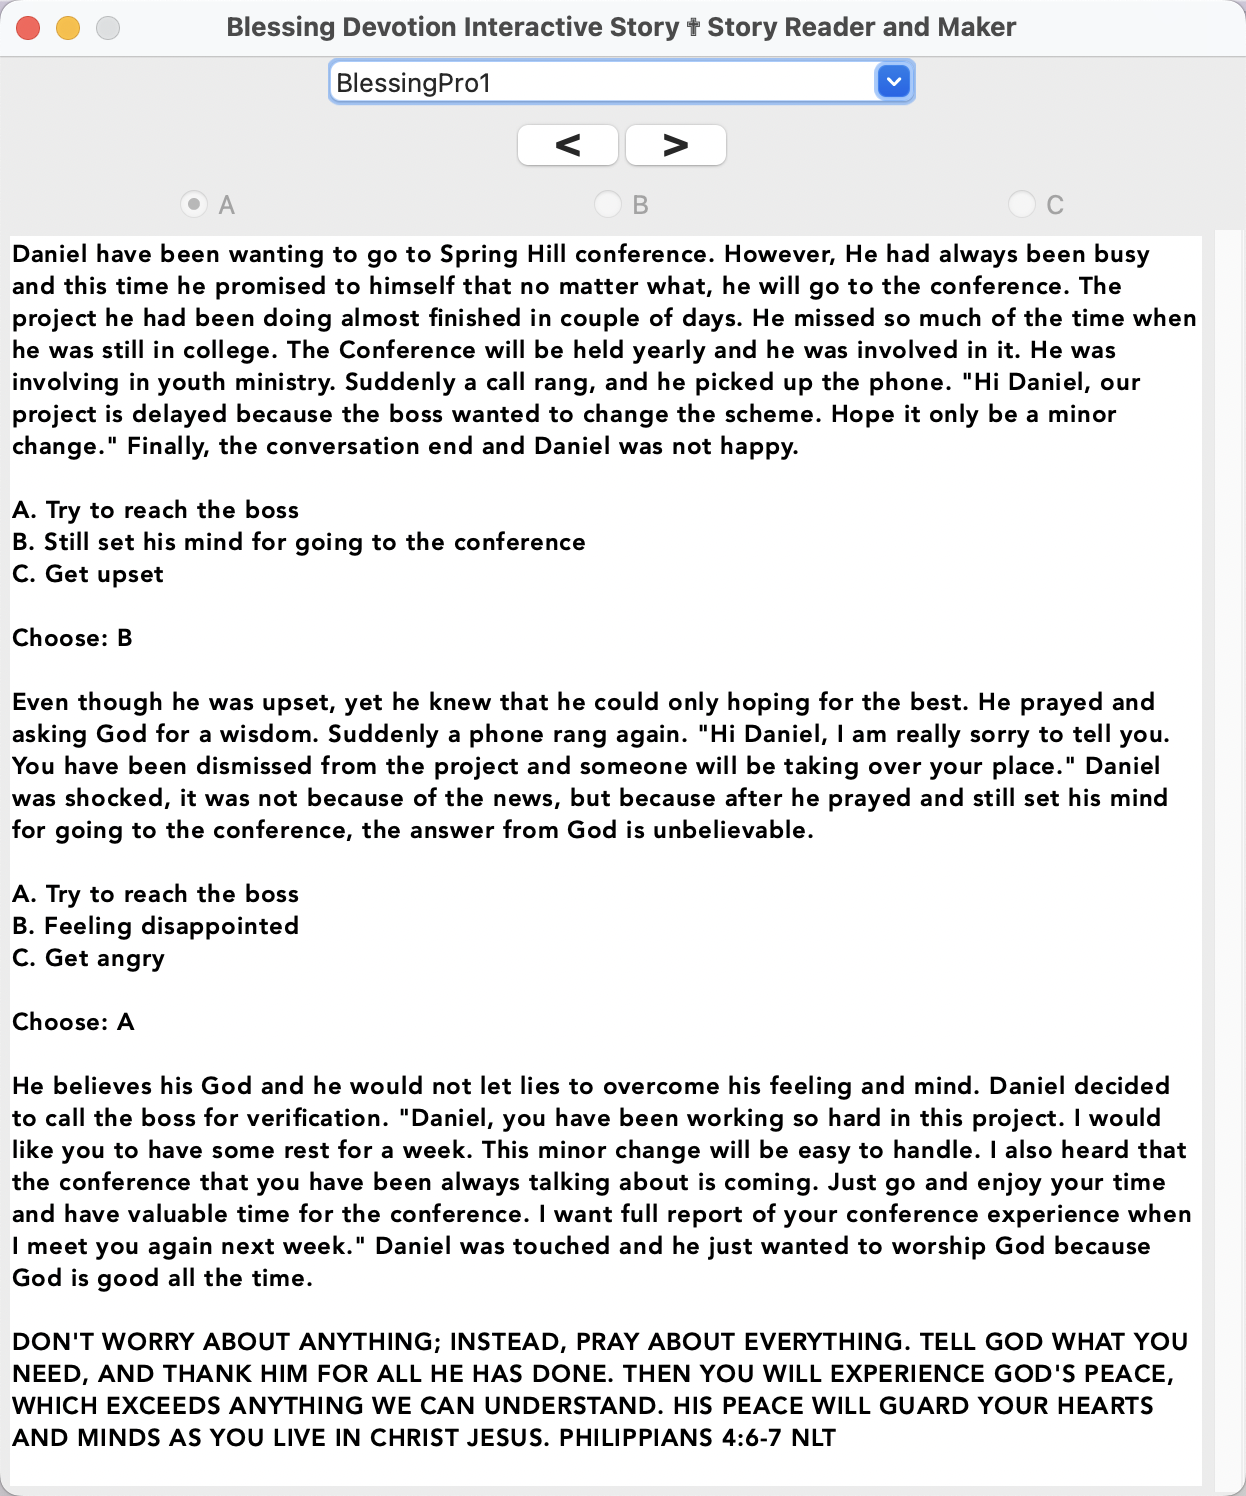 Blessing Devotion Interactive Story ✟ Story Reader and Maker
BlessingPro1
< >
A B C
Daniel have been wanting to go to Spring Hill conference. However, He had always been busy
and this time he promised to himself that no matter what, he will go to the conference. The
project he had been doing almost finished in couple of days. He missed so much of the time when
he was still in college. The Conference will be held yearly and he was involved in it. He was
involving in youth ministry. Suddenly a call rang, and he picked up the phone. "Hi Daniel, our
project is delayed because the boss wanted to change the scheme. Hope it only be a minor
change." Finally, the conversation end and Daniel was not happy.
A. Try to reach the boss
B. Still set his mind for going to the conference
C. Get upset
Choose: B
Even though he was upset, yet he knew that he could only hoping for the best. He prayed and
asking God for a wisdom. Suddenly a phone rang again. "Hi Daniel, I am really sorry to tell you.
You have been dismissed from the project and someone will be taking over your place." Daniel
was shocked, it was not because of the news, but because after he prayed and still set his mind
for going to the conference, the answer from God is unbelievable.
A. Try to reach the boss
B. Feeling disappointed
C. Get angry
Choose: A
He believes his God and he would not let lies to overcome his feeling and mind. Daniel decided
to call the boss for verification. "Daniel, you have been working so hard in this project. I would
like you to have some rest for a week. This minor change will be easy to handle. I also heard that
the conference that you have been always talking about is coming. Just go and enjoy your time
and have valuable time for the conference. I want full report of your conference experience when
I meet you again next week." Daniel was touched and he just wanted to worship God because
God is good all the time.
DON'T WORRY ABOUT ANYTHING; INSTEAD, PRAY ABOUT EVERYTHING. TELL GOD WHAT YOU
NEED, AND THANK HIM FOR ALL HE HAS DONE. THEN YOU WILL EXPERIENCE GOD'S PEACE,
WHICH EXCEEDS ANYTHING WE CAN UNDERSTAND. HIS PEACE WILL GUARD YOUR HEARTS
AND MINDS AS YOU LIVE IN CHRIST JESUS. PHILIPPIANS 4:6-7 NLT